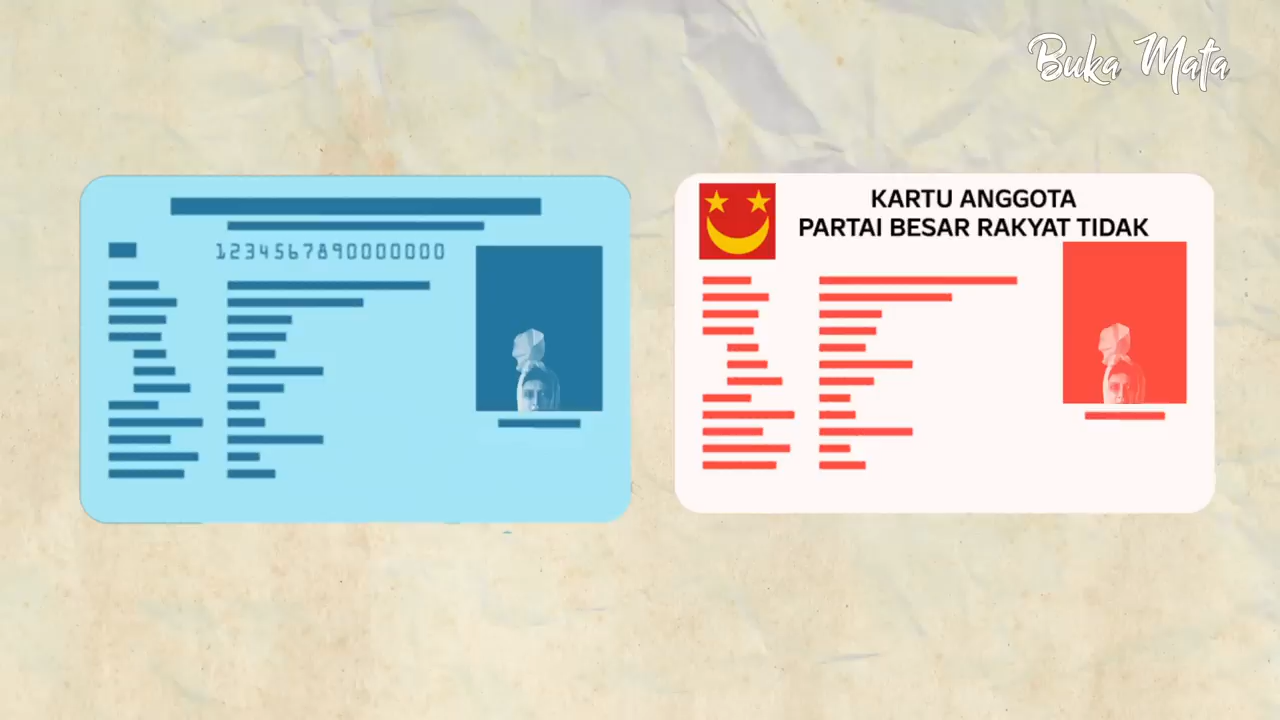 Buka Mata
1234567890000000
KARTU ANGGOTA
PARTAI BESAR RAKYAT TIDAK